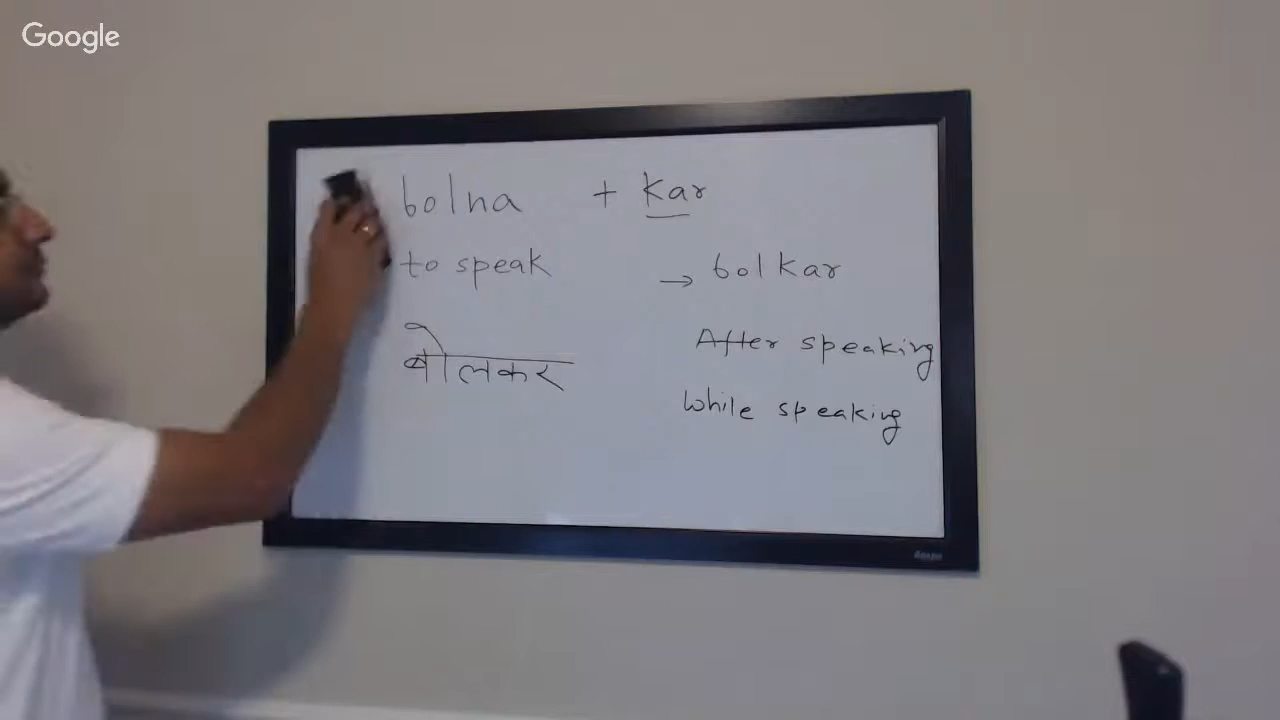 Google
bolna + kar
to speak
→ bolkar
बोलकर
After speaking
While speaking